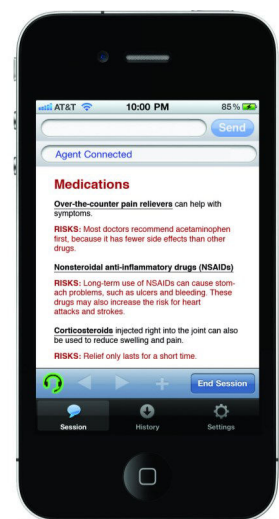 AT&T 10:00 PM 85%
Send
Agent Connected
Medications
Over-the-counter pain relievers can help with
symptoms.
RISKS: Most doctors recommend acetaminophen
first, because it has fewer side effects than other
drugs.
Nonsteroidal anti-inflammatory drugs (NSAIDs)
RISKS: Long-term use of NSAIDs can cause stom-
ach problems, such as ulcers and bleeding. These
drugs may also increase the risk for heart
attacks and strokes.
Corticosteroids injected right into the joint can also
be used to reduce swelling and pain.
RISKS: Relief only lasts for a short time.
End Session
Session History Settings